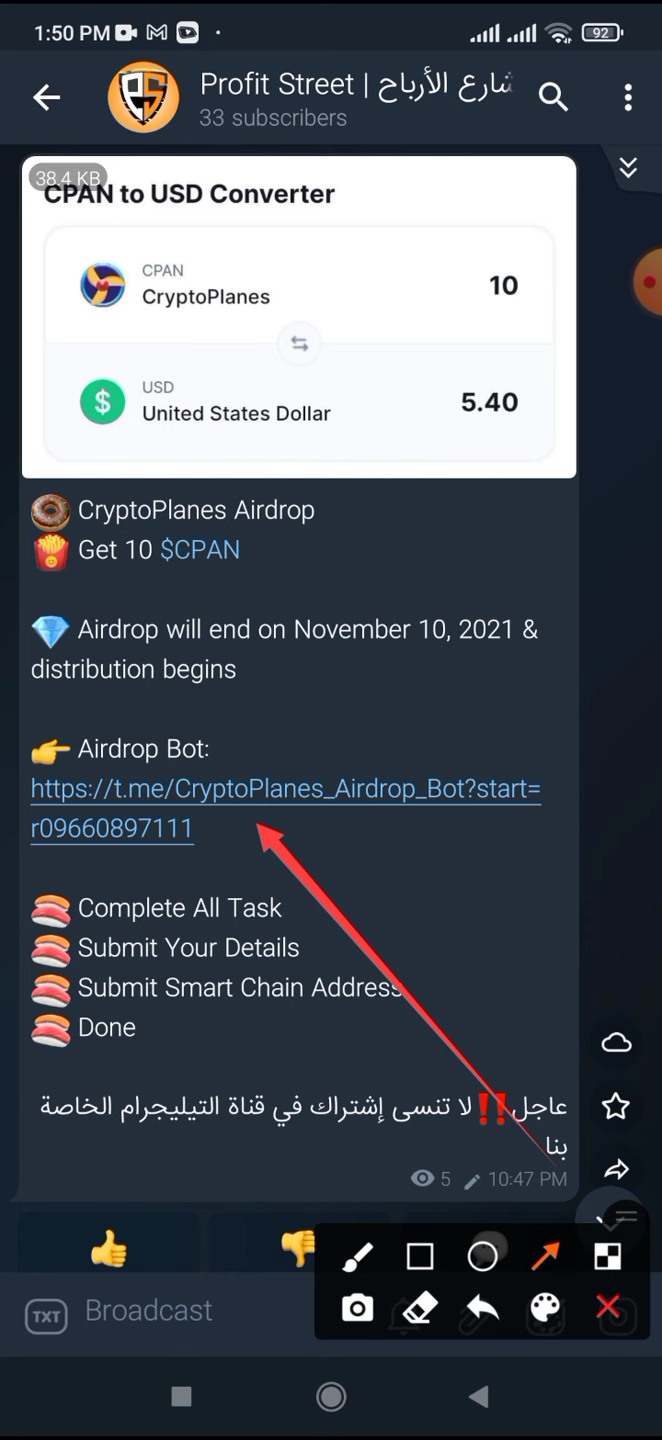 1:50 PM
92
Profit Street | شارع الأرباح
33 subscribers
38.4 KB
CPAN to USD Converter
CPAN
CryptoPlanes
10
USD
United States Dollar
5.40
CryptoPlanes Airdrop
Get 10 $CPAN
Airdrop will end on November 10, 2021 &
distribution begins
Airdrop Bot:
https://t.me/CryptoPlanes_Airdrop_Bot?start=
r09660897111
Complete All Task
Submit Your Details
Submit Smart Chain Address
Done
عاجل‼️لا تنسى إشتراك في قناة التيليجرام الخاصة
بنا
5
10:47 PM
TXT
Broadcast